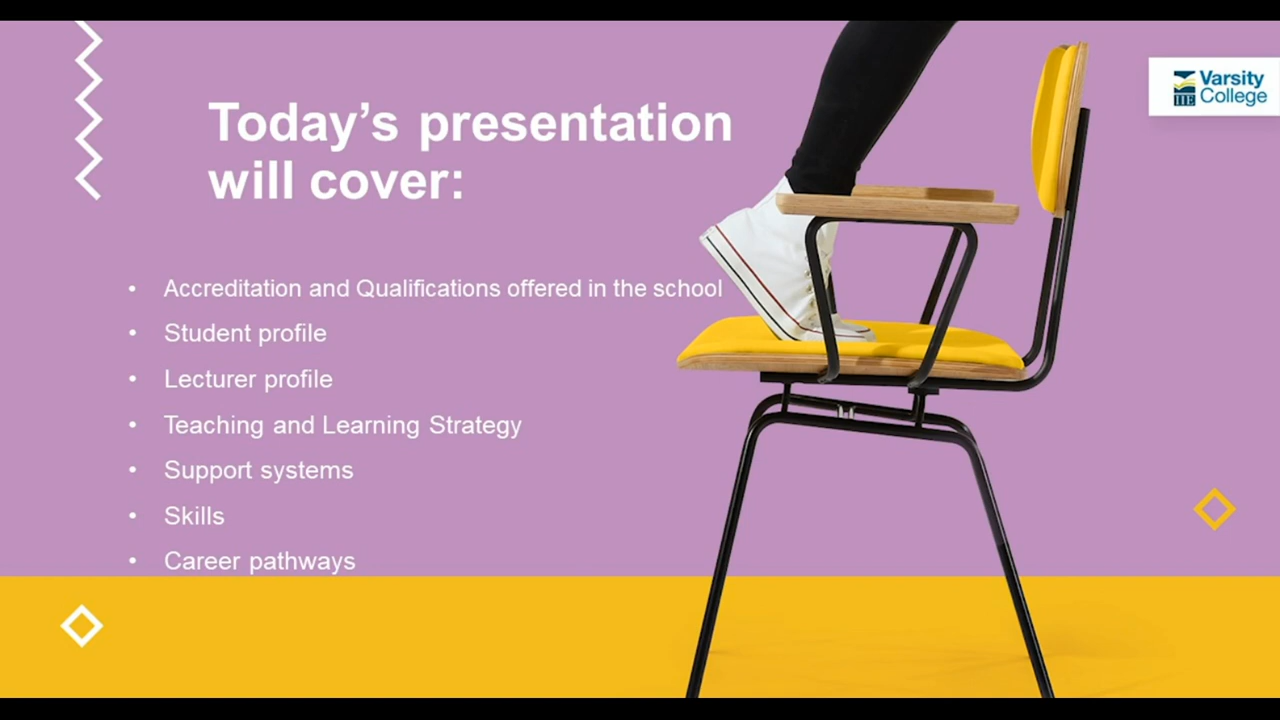 Today's presentation
will cover:
• Accreditation and Qualifications offered in the school
• Student profile
• Lecturer profile
• Teaching and Learning Strategy
• Support systems
• Skills
• Career pathways
IIE Varsity
College